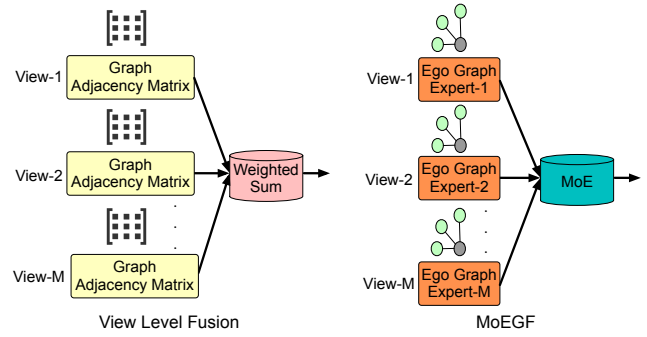 View-1
Graph
Adjacency Matrix
View-2
Graph
Adjacency Matrix
View-M
Graph
Adjacency Matrix
Weighted
Sum
View Level Fusion
View-1
Ego Graph
Expert-1
View-2
Ego Graph
Expert-2
View-M
Ego Graph
Expert-M
MoE
MoEGF